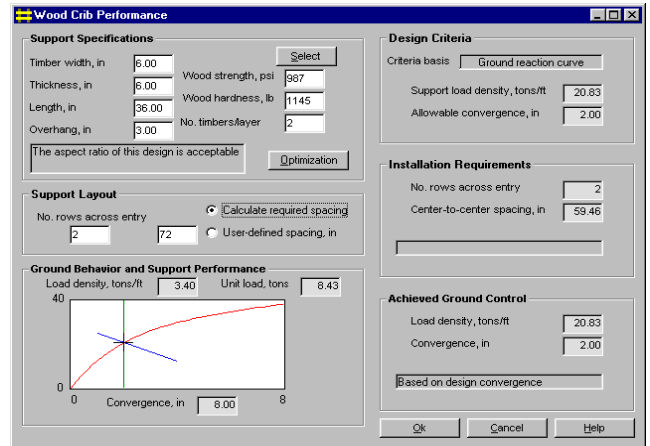 Wood Crib Performance
Support Specifications
Timber width, in 6.00
Thickness, in 6.00
Length, in 36.00
Overhang, in 3.00
Select
Wood strength, psi 987
Wood hardness, lb 1145
No. timbers/layer 2
The aspect ratio of this design is acceptable
Optimization
Support Layout
No. rows across entry
2 72
Calculate required spacing
User-defined spacing, in
Ground Behavior and Support Performance
Load density, tons/ft 3.40 Unit load, tons 8.43
40
0
0 Convergence, in 8.00 8
Design Criteria
Criteria basis Ground reaction curve
Support load density, tons/ft 20.83
Allowable convergence, in 2.00
Installation Requirements
No. rows across entry 2
Center-to-center spacing, in 59.46
Achieved Ground Control
Load density, tons/ft 20.83
Convergence, in 2.00
Based on design convergence
Ok Cancel Help